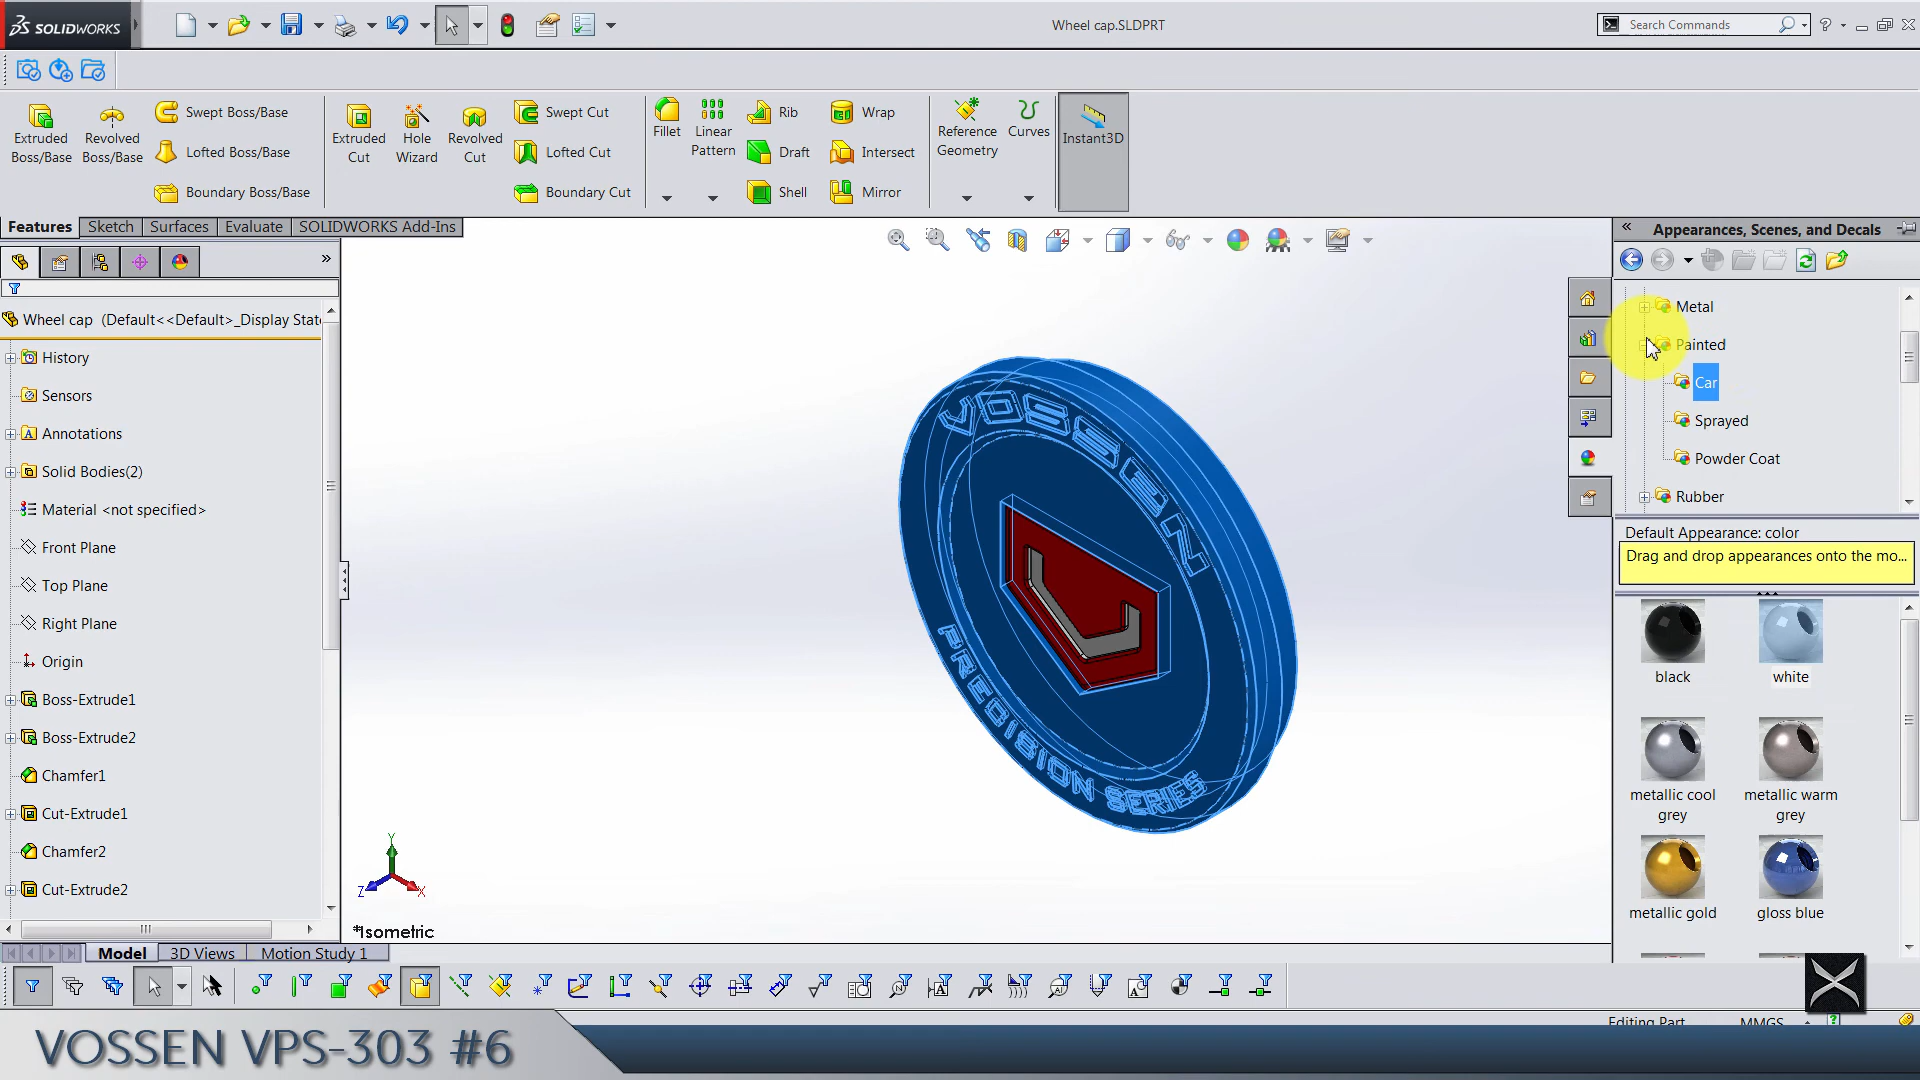 SOLIDWORKS
Wheel cap.SLDPRT
Search Commands
Extruded Boss/Base
Revolved Boss/Base
Swept Boss/Base
Lofted Boss/Base
Boundary Boss/Base
Extruded Cut
Hole Wizard
Revolved Cut
Swept Cut
Lofted Cut
Boundary Cut
Fillet
Linear Pattern
Rib
Draft
Shell
Wrap
Intersect
Mirror
Reference Geometry
Curves
Instant3D
Features
Sketch
Surfaces
Evaluate
SOLIDWORKS Add-Ins
Wheel cap (Default<<Default>_Display Stat
History
Sensors
Annotations
Solid Bodies(2)
Material <not specified>
Front Plane
Top Plane
Right Plane
Origin
Boss-Extrude1
Boss-Extrude2
Chamfer1
Cut-Extrude1
Chamfer2
Cut-Extrude2
VOSSEN
PRECISION SERIES
Y
Z
X
*Isometric
Appearances, Scenes, and Decals
Metal
Painted
Car
Sprayed
Powder Coat
Rubber
Default Appearance: color
Drag and drop appearances onto the mo...
black
white
metallic cool grey
metallic warm grey
metallic gold
gloss blue
Model
3D Views
Motion Study 1
Editing Part
MMGS
VOSSEN VPS-303 #6